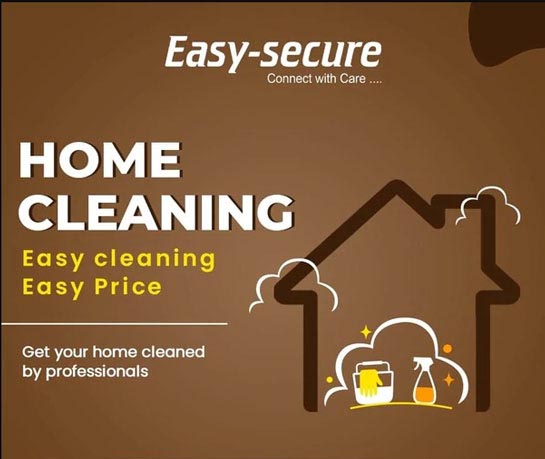 Easy-secure
Connect with Care ....
HOME
CLEANING
Easy cleaning
Easy Price
Get your home cleaned
by professionals